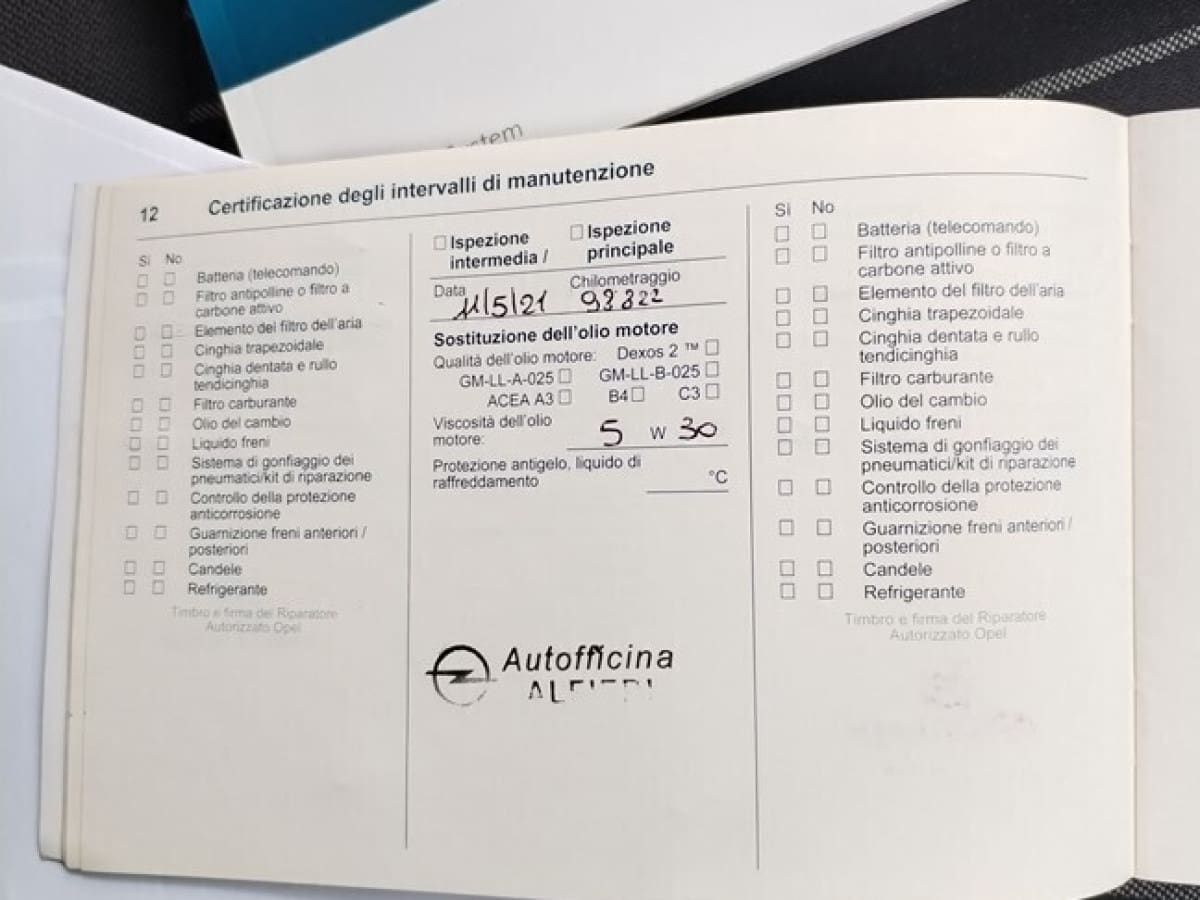 system
12 Certificazione degli intervalli di manutenzione
Si No
Batteria (telecomando)
Filtro antipolline o filtro a
carbone attivo
Elemento del filtro dell'aria
Cinghia trapezoidale
Cinghia dentata e rullo
tendicinghia
Filtro carburante
Olio del cambio
Liquido freni
Sistema di gonfiaggio dei
pneumatici/kit di riparazione
Controllo della protezione
anticorrosione
Guarnizione freni anteriori /
posteriori
Candele
Refrigerante
Timbro e firma del Riparatore
Autorizzato Opel
Ispezione
intermedia /
Ispezione
principale
Data Chilometraggio
11/5/21 98822
Sostituzione dell'olio motore
Qualità dell'olio motore: Dexos 2 ™
GM-LL-A-025 GM-LL-B-025
ACEA A3 B4 C3
Viscosità dell'olio
motore: 5 W 30
Protezione antigelo, liquido di
raffreddamento °C
Autofficina
Si No
Batteria (telecomando)
Filtro antipolline o filtro a
carbone attivo
Elemento del filtro dell'aria
Cinghia trapezoidale
Cinghia dentata e rullo
tendicinghia
Filtro carburante
Olio del cambio
Liquido freni
Sistema di gonfiaggio dei
pneumatici/kit di riparazione
Controllo della protezione
anticorrosione
Guarnizione freni anteriori /
posteriori
Candele
Refrigerante
Timbro e firma del Riparatore
Autorizzato Opel